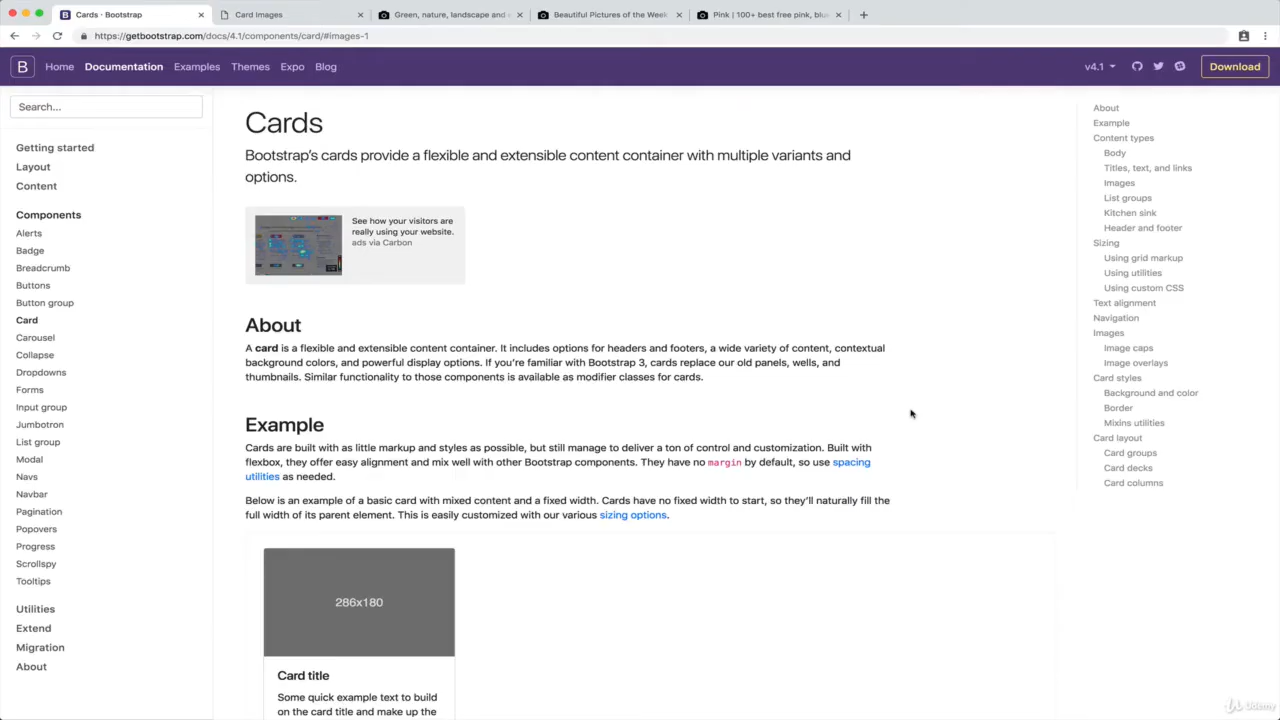 Cards · Bootstrap
Card Images
Green, nature, landscape and
Beautiful Pictures of the Week
Pink | 100+ best free pink, blue
https://getbootstrap.com/docs/4.1/components/card/#images-1
B
Home
Documentation
Examples
Themes
Expo
Blog
v4.1
Download
Search...
Getting started
Layout
Content
Components
Alerts
Badge
Breadcrumb
Buttons
Button group
Card
Carousel
Collapse
Dropdowns
Forms
Input group
Jumbotron
List group
Modal
Navs
Navbar
Pagination
Popovers
Progress
Scrollspy
Tooltips
Utilities
Extend
Migration
About
Cards
Bootstrap’s cards provide a flexible and extensible content container with multiple variants and
options.
See how your visitors are
really using your website.
ads via Carbon
About
A card is a flexible and extensible content container. It includes options for headers and footers, a wide variety of content, contextual
background colors, and powerful display options. If you’re familiar with Bootstrap 3, cards replace our old panels, wells, and
thumbnails. Similar functionality to those components is available as modifier classes for cards.
Example
Cards are built with as little markup and styles as possible, but still manage to deliver a ton of control and customization. Built with
flexbox, they offer easy alignment and mix well with other Bootstrap components. They have no margin by default, so use spacing
utilities as needed.
Below is an example of a basic card with mixed content and a fixed width. Cards have no fixed width to start, so they’ll naturally fill the
full width of its parent element. This is easily customized with our various sizing options.
286x180
Card title
Some quick example text to build
on the card title and make up the
About
Example
Content types
Body
Titles, text, and links
Images
List groups
Kitchen sink
Header and footer
Sizing
Using grid markup
Using utilities
Using custom CSS
Text alignment
Navigation
Images
Image caps
Image overlays
Card styles
Background and color
Border
Mixins utilities
Card layout
Card groups
Card decks
Card columns
Udemy